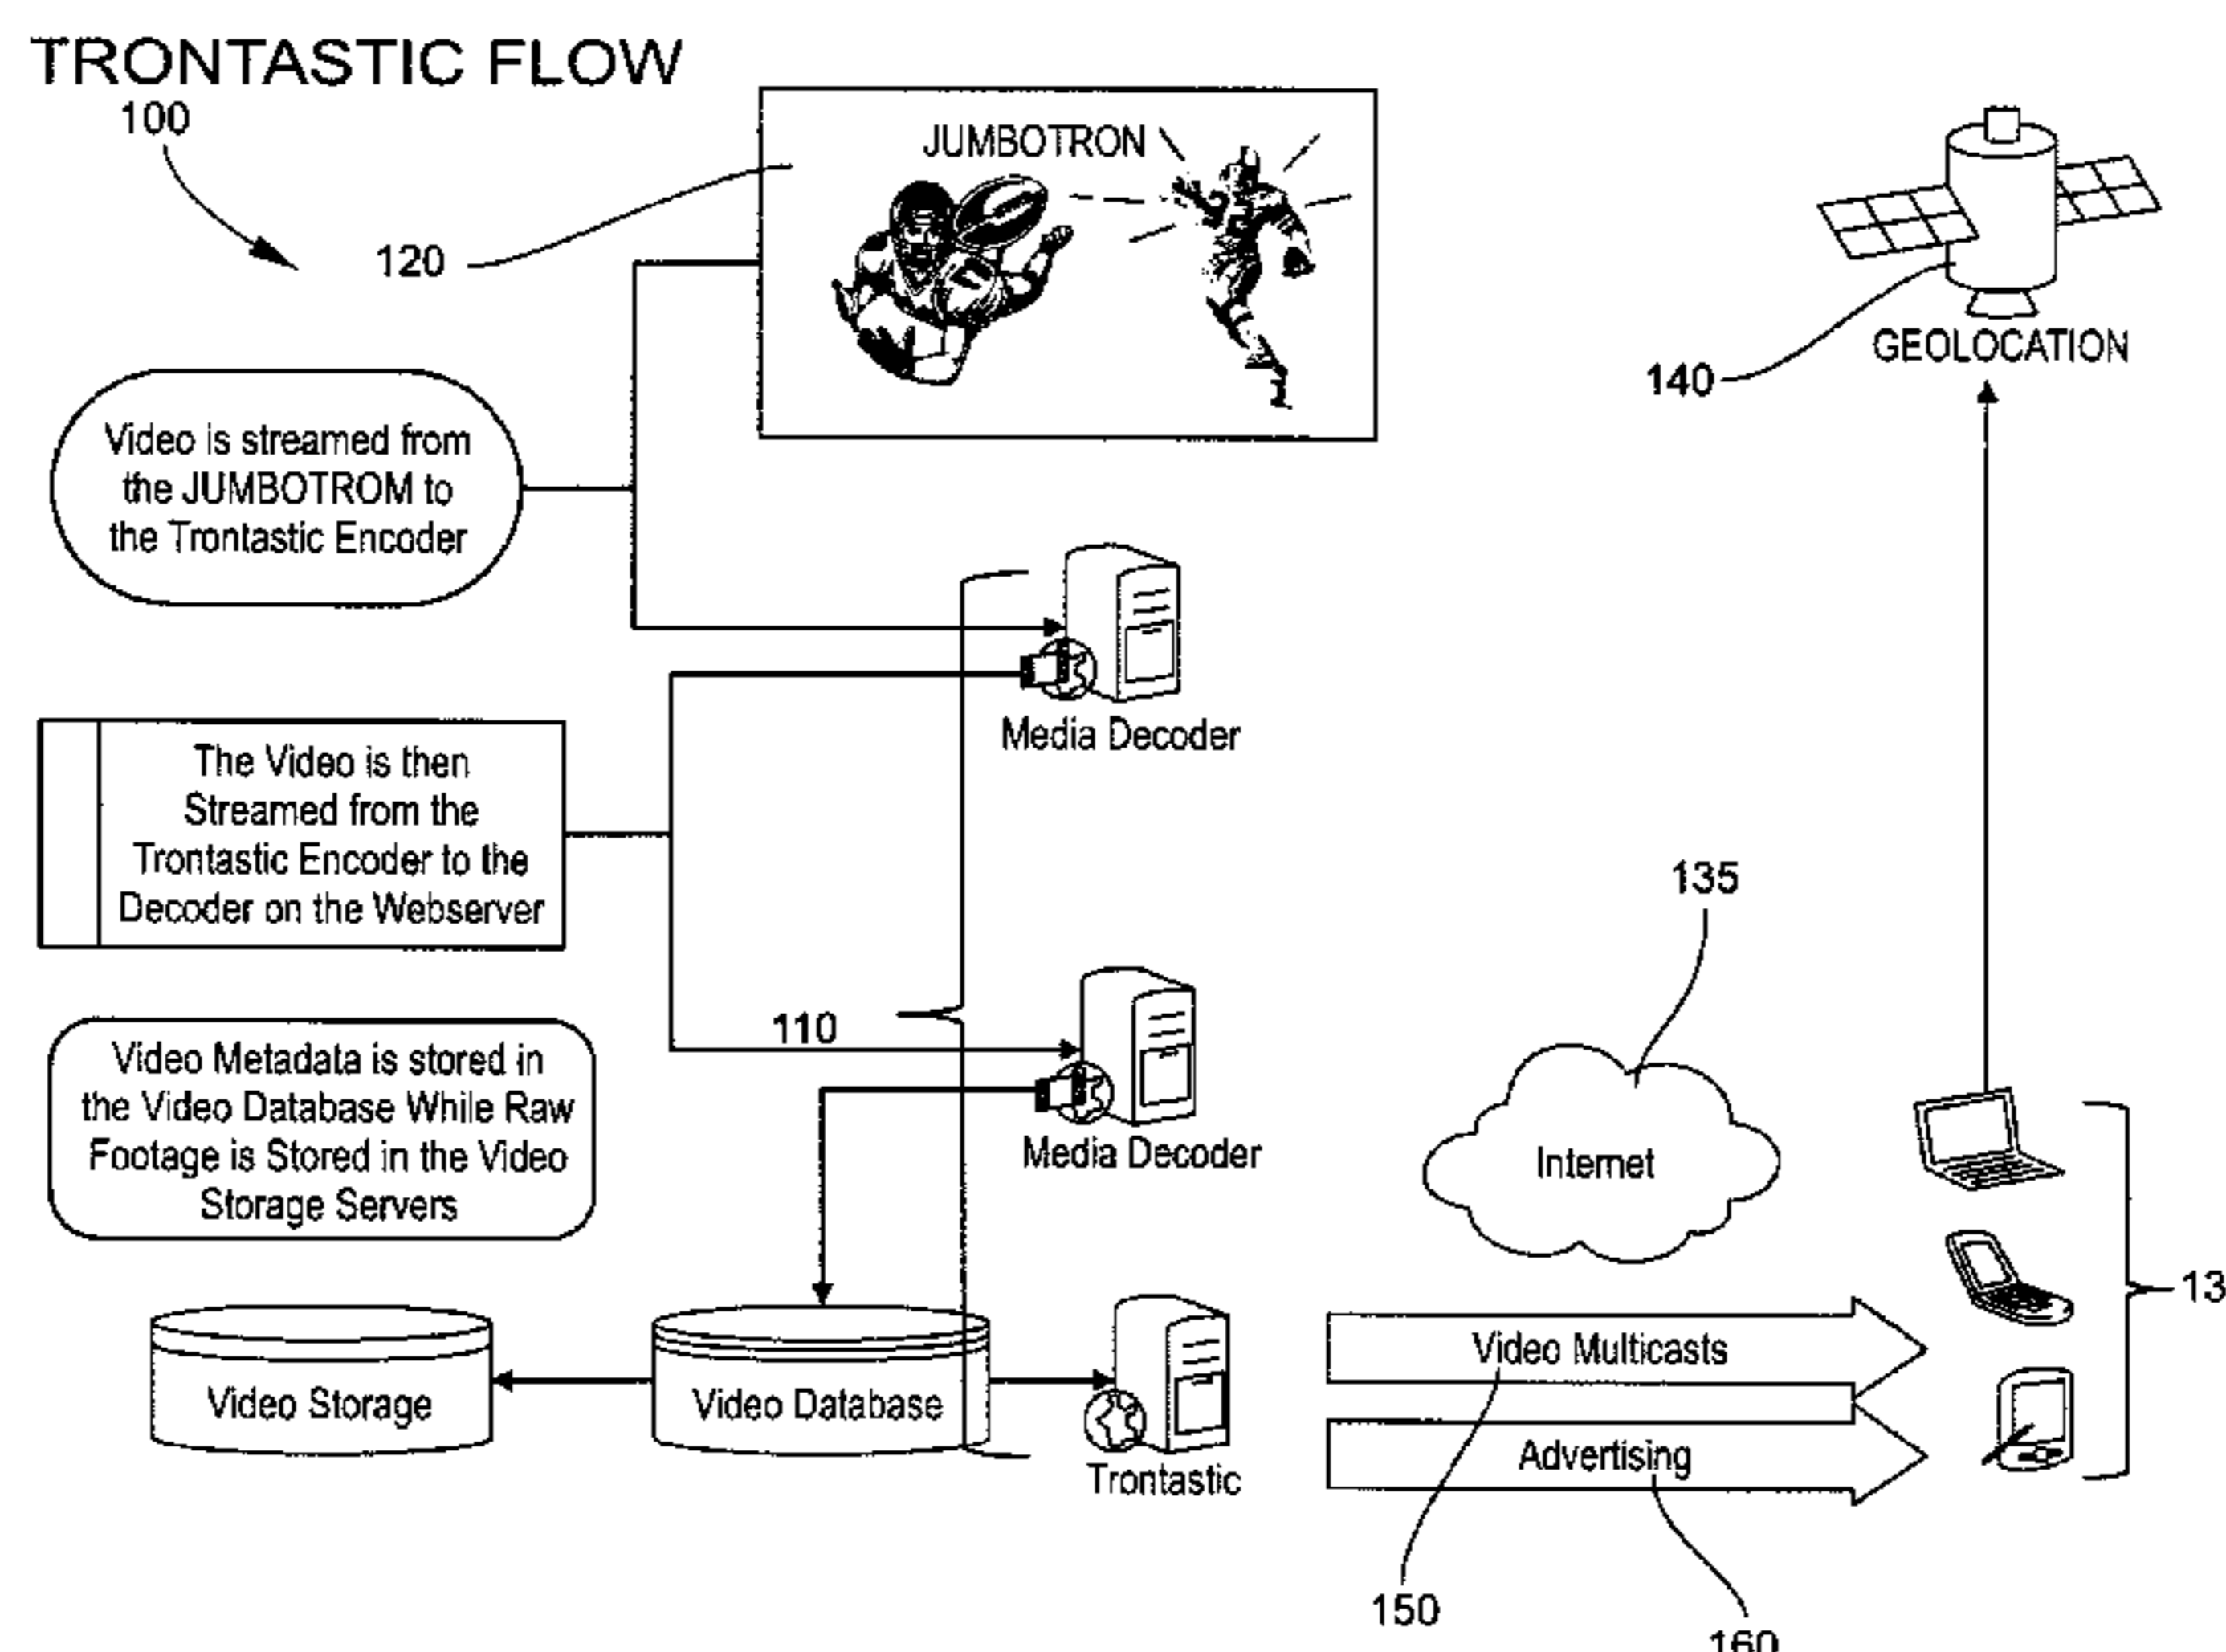 TRONTASTIC FLOW
100
120
JUMBOTRON
140
GEOLOCATION
Video is streamed from
the JUMBOTROM to
the Trontastic Encoder
Media Decoder
The Video is then
Streamed from the
Trontastic Encoder to the
Decoder on the Webserver
110
135
Video Metadata is stored in
the Video Database While Raw
Footage is Stored in the Video
Storage Servers
Media Decoder
Internet
13
Video Storage
Video Database
Trontastic
Video Multicasts
Advertising
150
160